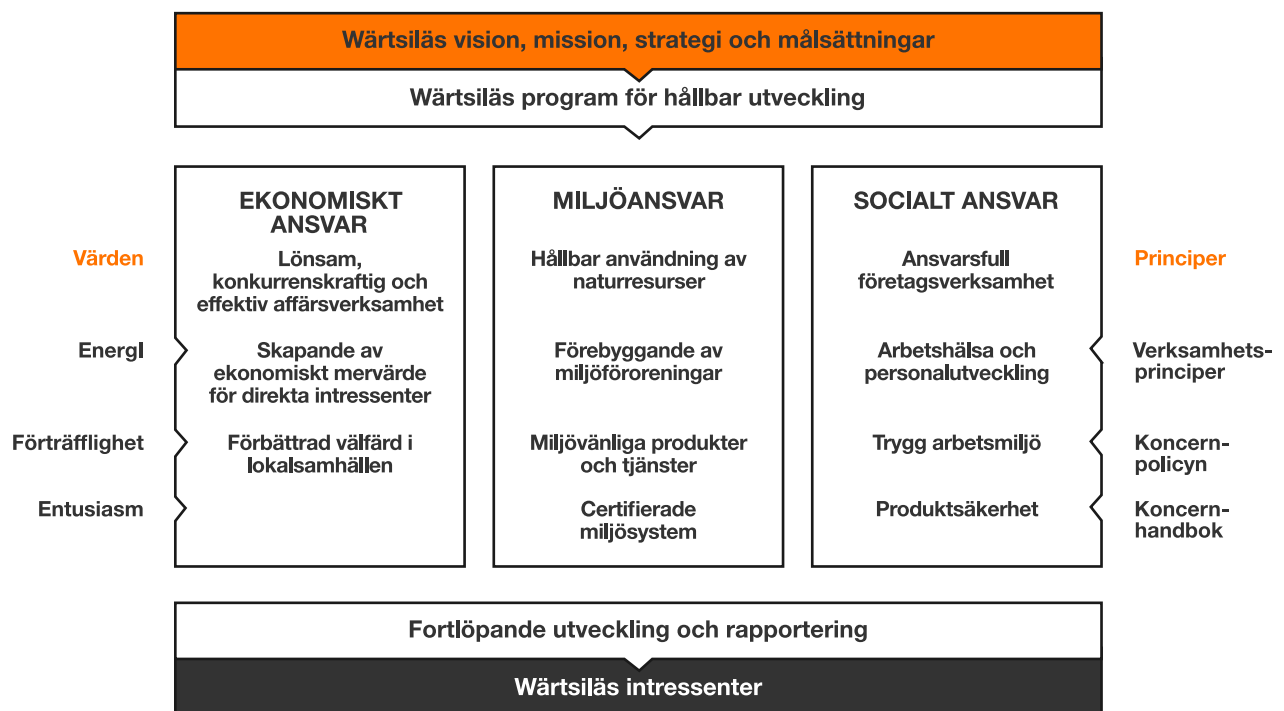 Wärtsiläs vision, mission, strategi och målsättningar
Wärtsiläs program för hållbar utveckling
Värden
Energl
Förträfflighet
Entusiasm
EKONOMISKT
ANSVAR
Lönsam,
konkurrenskraftig och
effektiv affärsverksamhet
Skapande av
ekonomiskt mervärde
för direkta intressenter
Förbättrad välfärd i
lokalsamhällen
MILJÖANSVAR
Hållbar användning av
naturresurser
Förebyggande av
miljöföroreningar
Miljövänliga produkter
och tjänster
Certifierade
miljösystem
SOCIALT ANSVAR
Ansvarsfull
företagsverksamhet
Arbetshälsa och
personalutveckling
Trygg arbetsmiljö
Produktsäkerhet
Principer
Verksamhets-
principer
Koncern-
policyn
Koncern-
handbok
Fortlöpande utveckling och rapportering
Wärtsiläs intressenter